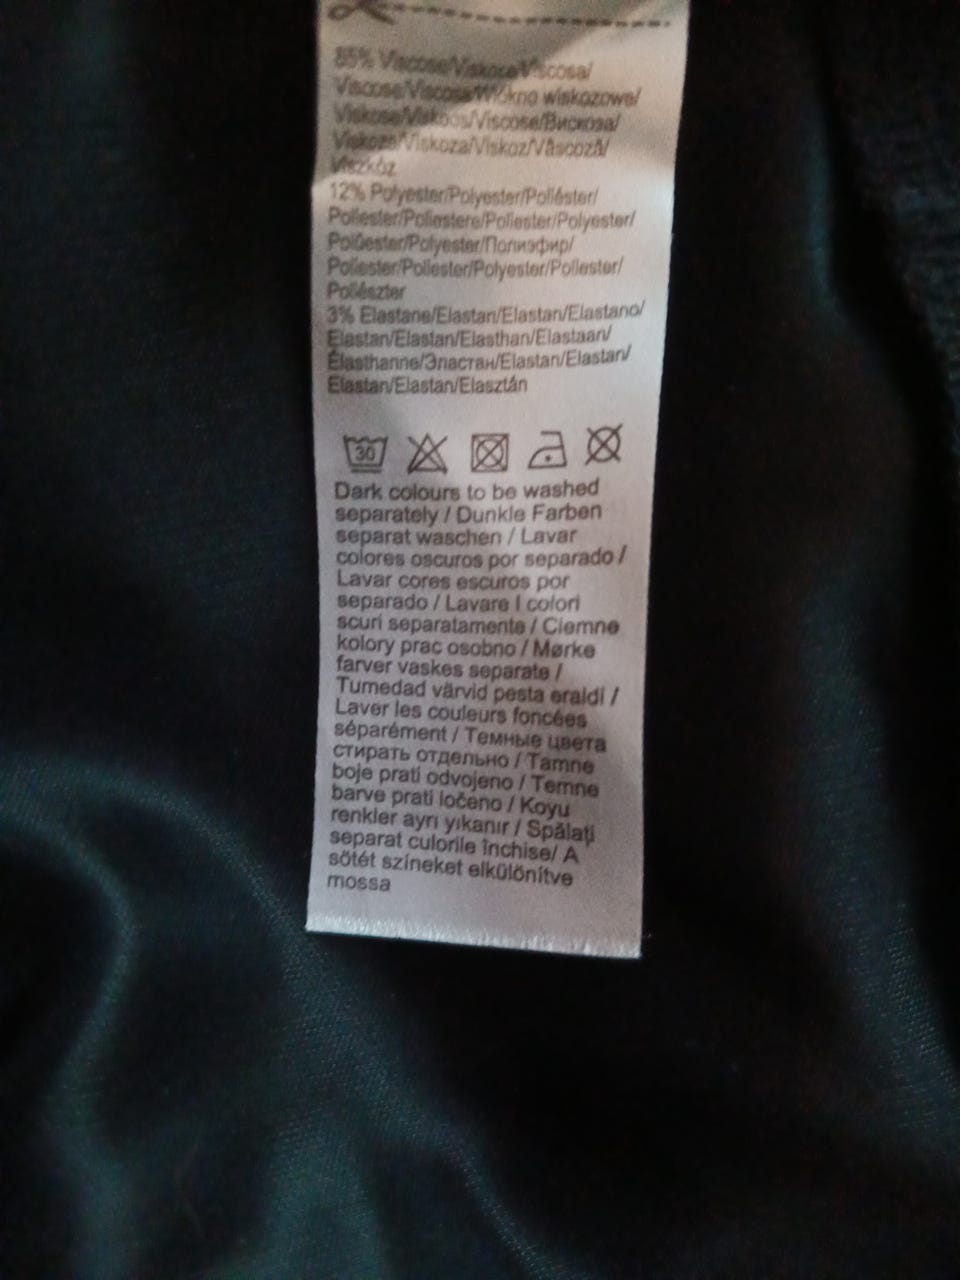 85% Viscose/Viskose/Viscosa/
Viscose/Viscosa/Włókno wiskozowe/
Viskose/Viskoos/Viscose/Вискоза/
Viskoze/Viskoza/Viskoz/Vâscoză/
Viszkóz
12% Polyester/Polyester/Poliéster/
Poliester/Poliestere/Poliester/Polyester/
Polüester/Polyester/Полиэфир/
Poliester/Poliester/Polyester/Poliester/
Poliészter
3% Elastane/Elastan/Elastan/Elastano/
Elastan/Elastan/Elasthan/Elastaan/
Élasthanne/Эластан/Elastan/Elastan/
Elastan/Elastan/Elasztán
30
Dark colours to be washed
separately / Dunkle Farben
separat waschen / Lavar
colores oscuros por separado /
Lavar cores escuros por
separado / Lavare I colori
scuri separatamente / Ciemne
kolory prac osobno / Mørke
farver vaskes separate /
Tumedad värvid pesta eraldi /
Laver les couleurs foncées
séparément / Темные цвета
стирать отдельно / Tamne
boje prati odvojeno / Temne
barve prati ločeno / Koyu
renkler ayrı yıkanır / Spălați
separat culorile închise/ A
sötét színeket elkülönítve
mossa